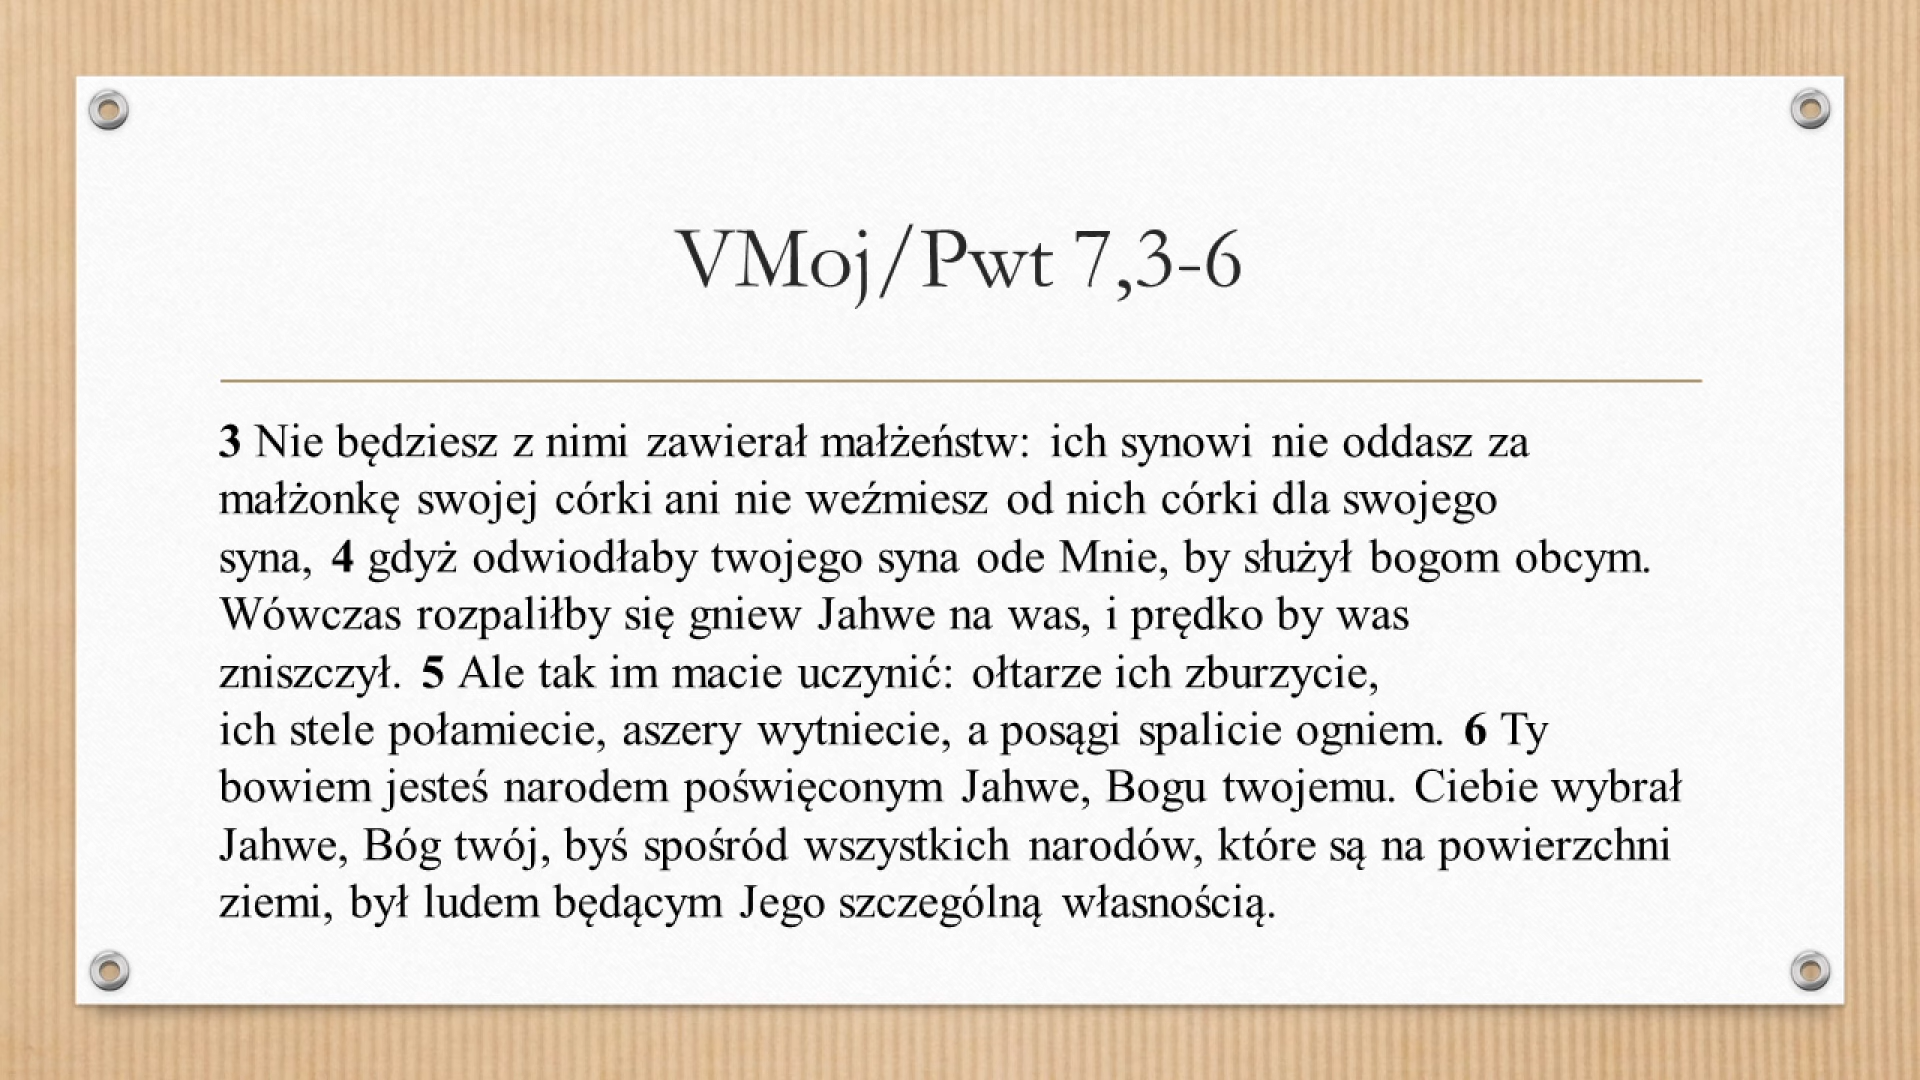 VMoj/Pwt 7,3-6
3 Nie będziesz z nimi zawierał małżeństw: ich synowi nie oddasz za
małżonkę swojej córki ani nie weźmiesz od nich córki dla swojego
syna, 4 gdyż odwiodłaby twojego syna ode Mnie, by służył bogom obcym.
Wówczas rozpaliłby się gniew Jahwe na was, i prędko by was
zniszczył. 5 Ale tak im macie uczynić: ołtarze ich zburzycie,
ich stele połamiecie, aszery wytniecie, a posągi spalicie ogniem. 6 Ty
bowiem jesteś narodem poświęconym Jahwe, Bogu twojemu. Ciebie wybrał
Jahwe, Bóg twój, byś spośród wszystkich narodów, które są na powierzchni
ziemi, był ludem będącym Jego szczególną własnością.